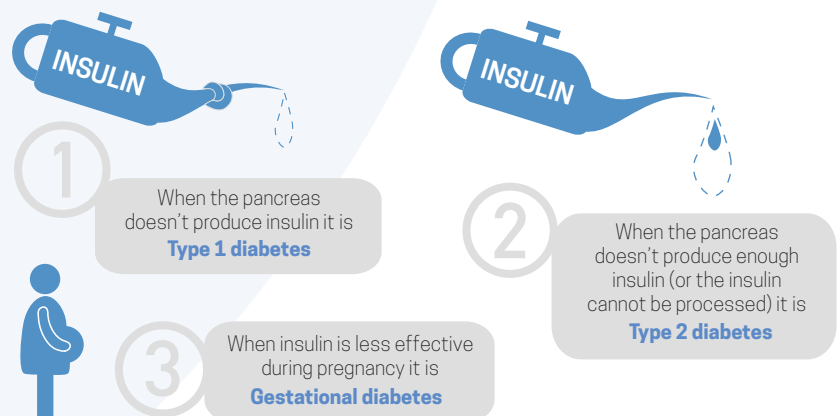 INSULIN
1
When the pancreas
doesn’t produce insulin it is
Type 1 diabetes
INSULIN
2
When the pancreas
doesn’t produce enough
insulin (or the insulin
cannot be processed) it is
Type 2 diabetes
3
When insulin is less effective
during pregnancy it is
Gestational diabetes